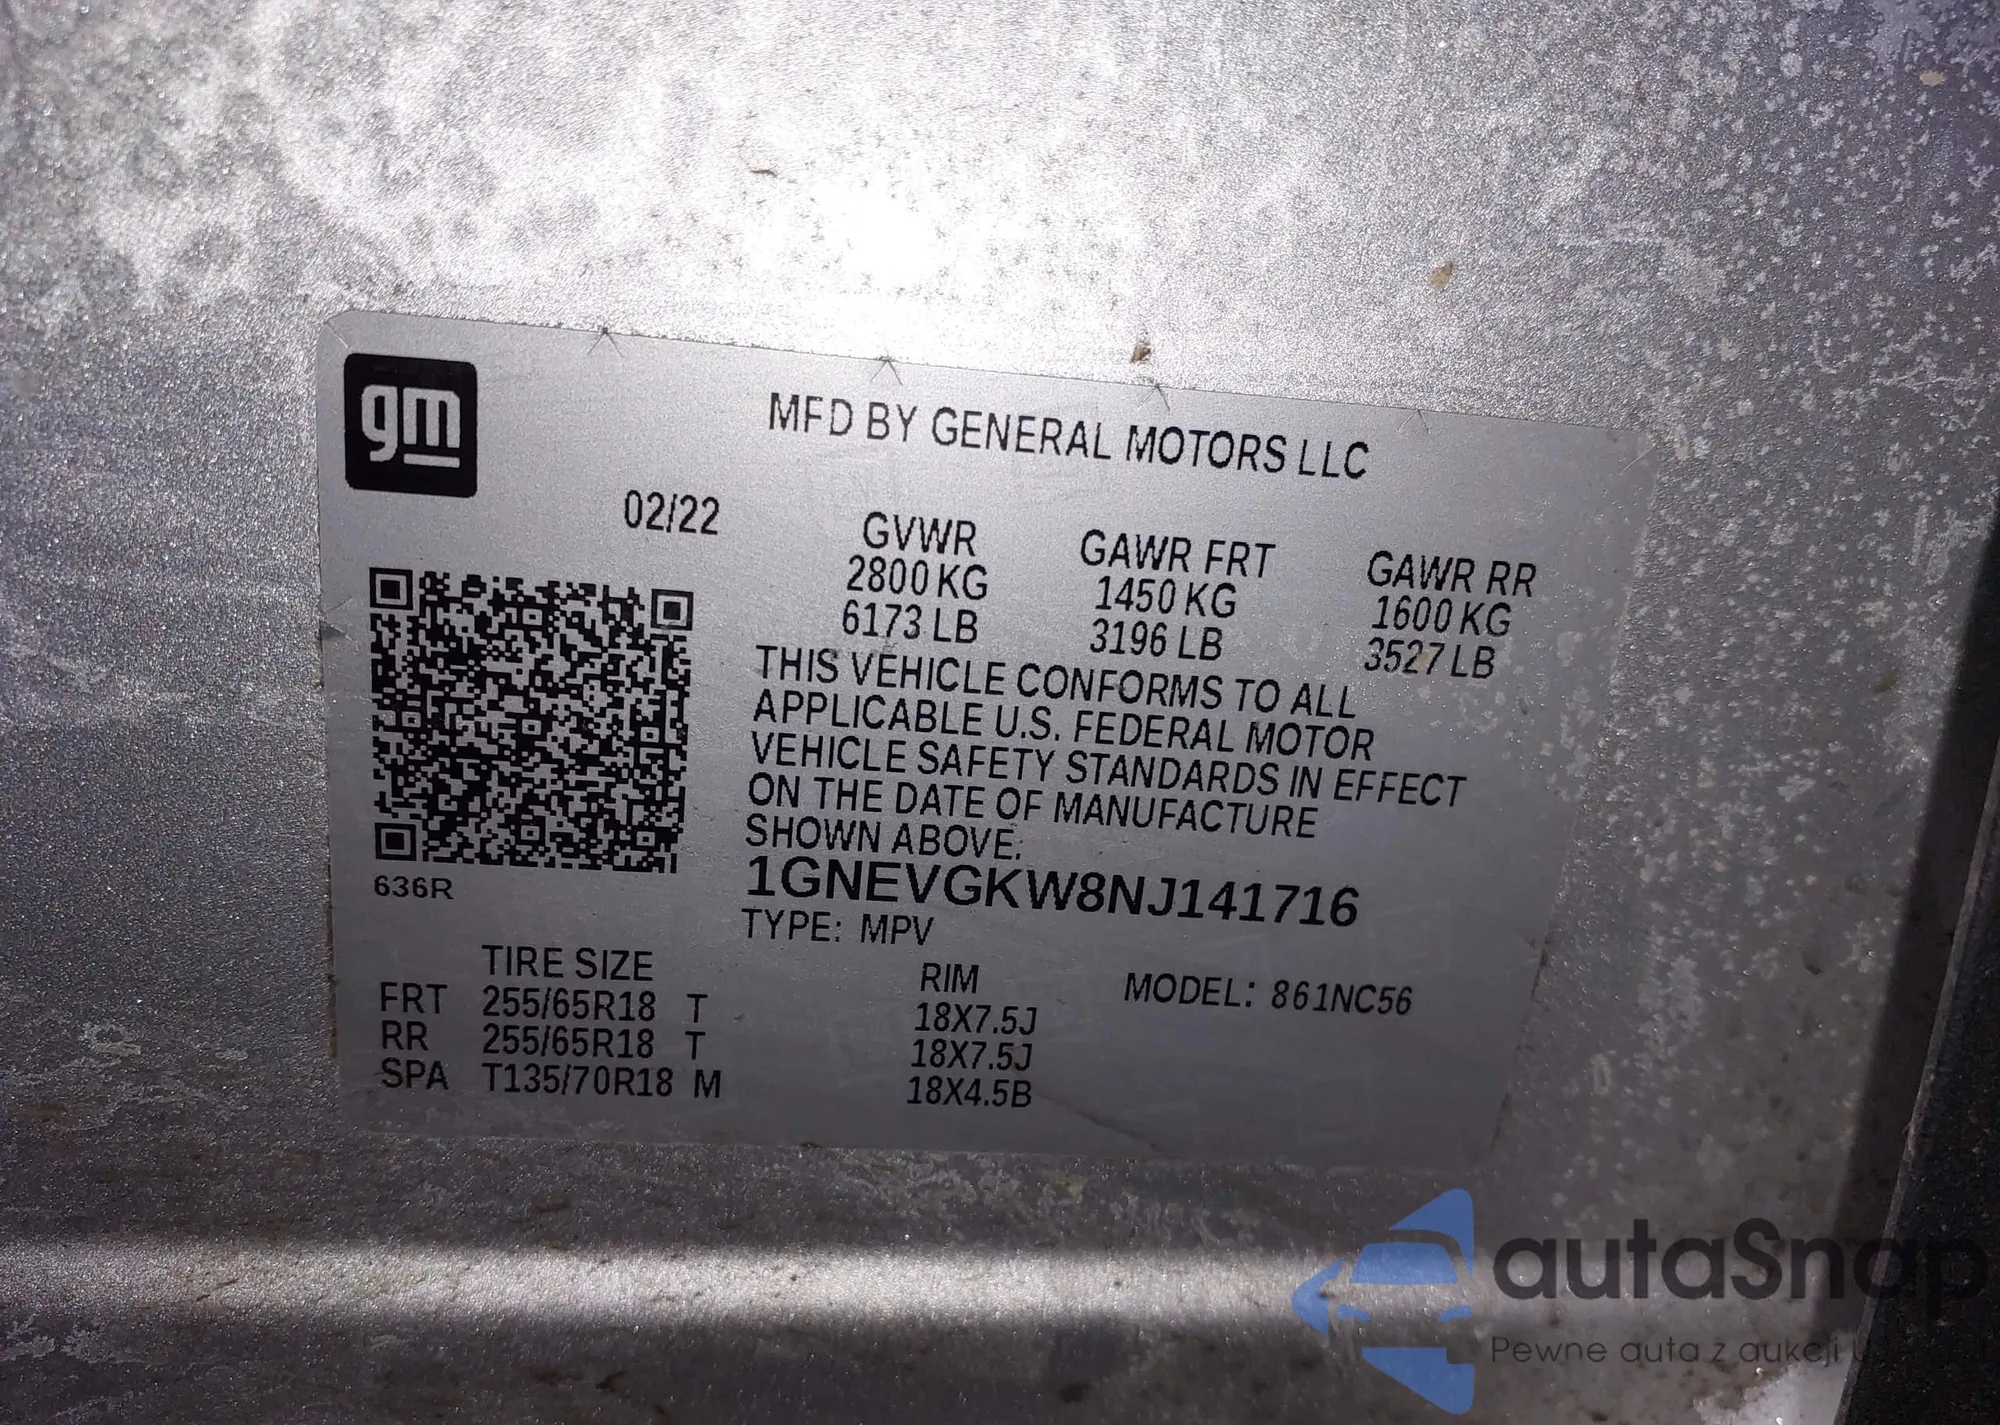 gm
MFD BY GENERAL MOTORS LLC
02/22
GVWR GAWR FRT GAWR RR
2800 KG 1450 KG 1600 KG
6173 LB 3196 LB 3527 LB
THIS VEHICLE CONFORMS TO ALL
APPLICABLE U.S. FEDERAL MOTOR
VEHICLE SAFETY STANDARDS IN EFFECT
ON THE DATE OF MANUFACTURE
SHOWN ABOVE.
1GNEVGKW8NJ141716
636R
TYPE: MPV
TIRE SIZE RIM MODEL: 861NC56
FRT 255/65R18 T 18X7.5J
RR 255/65R18 T 18X7.5J
SPA T135/70R18 M 18X4.5B
autaSnap
Pewne auta z aukcji